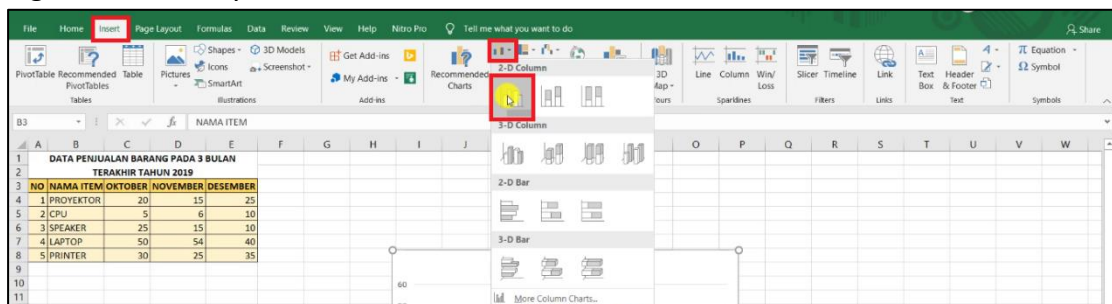 File Home Insert Page Layout Formulas Data Review View Help Nitro Pro Tell me what you want to do Share
PivotTable Recommended PivotTables Table Tables
Pictures Shapes Icons SmartArt 3D Models Screenshot Illustrations
Get Add-ins My Add-ins Add-ins
Recommended Charts
3D Map Tours
Line Column Win/Loss Sparklines
Slicer Timeline Filters
Link Links
Text Box Header & Footer Text
Equation Symbol Symbols
2-D Column
3-D Column
2-D Bar
3-D Bar
More Column Charts...
B3 fx NAMA ITEM
A B C D E F G H I J O P Q R S T U V W
1 DATA PENJUALAN BARANG PADA 3 BULAN
2 TERAKHIR TAHUN 2019
3 NO NAMA ITEM OKTOBER NOVEMBER DESEMBER
4 1 PROYEKTOR 20 15 25
5 2 CPU 5 6 10
6 3 SPEAKER 25 15 10
7 4 LAPTOP 50 54 40
8 5 PRINTER 30 25 35
9
10
11
60